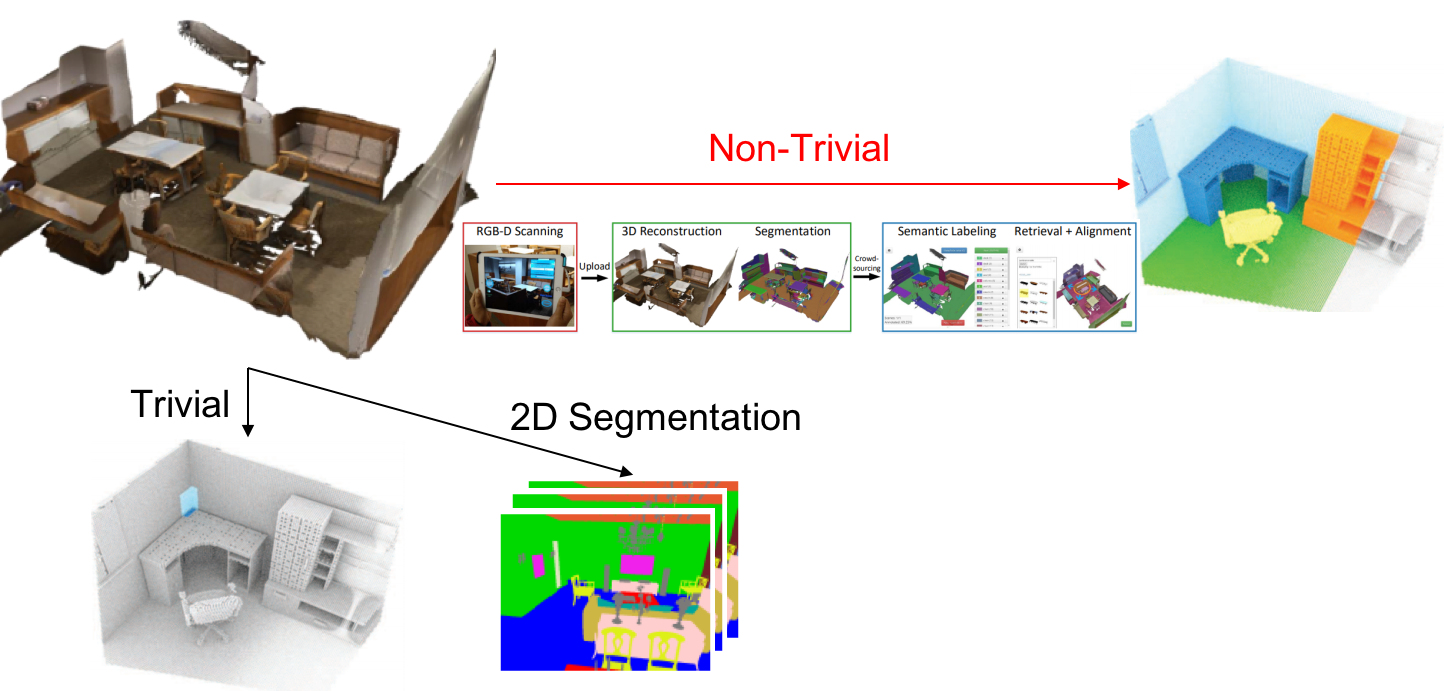 Non-Trivial
RGB-D Scanning
Upload
3D Reconstruction
Segmentation
Crowd-
sourcing
Semantic Labeling
Retrieval + Alignment
Trivial
2D Segmentation